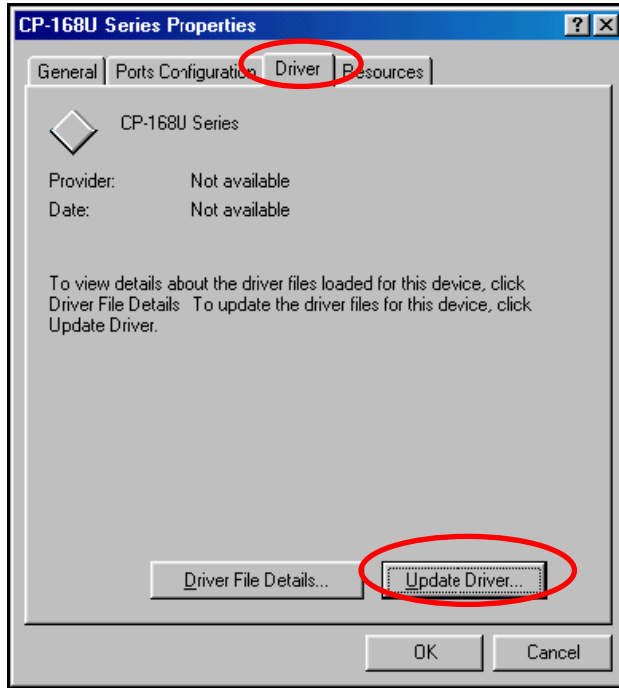 CP-168U Series Properties
General Ports Configuration Driver Resources
CP-168U Series
Provider: Not available
Date: Not available
To view details about the driver files loaded for this device, click
Driver File Details To update the driver files for this device, click
Update Driver.
Driver File Details... Update Driver...
OK Cancel